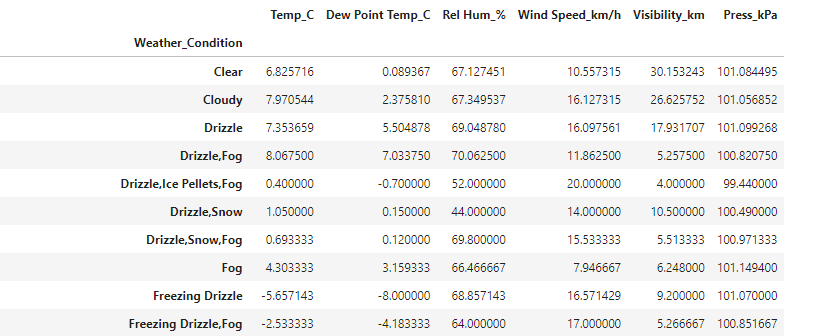 Temp_C Dew Point Temp_C Rel Hum_% Wind Speed_km/h Visibility_km Press_kPa
Weather_Condition
Clear 6.825716 0.089367 67.127451 10.557315 30.153243 101.084495
Cloudy 7.970544 2.375810 67.349537 16.127315 26.625752 101.056852
Drizzle 7.353659 5.504878 69.048780 16.097561 17.931707 101.099268
Drizzle,Fog 8.067500 7.033750 70.062500 11.862500 5.257500 100.820750
Drizzle,Ice Pellets,Fog 0.400000 -0.700000 52.000000 20.000000 4.000000 99.440000
Drizzle,Snow 1.050000 0.150000 44.000000 14.000000 10.500000 100.490000
Drizzle,Snow,Fog 0.693333 0.120000 69.800000 15.533333 5.513333 100.971333
Fog 4.303333 3.159333 66.466667 7.946667 6.248000 101.149400
Freezing Drizzle -5.657143 -8.000000 68.857143 16.571429 9.200000 101.070000
Freezing Drizzle,Fog -2.533333 -4.183333 64.000000 17.000000 5.266667 100.851667